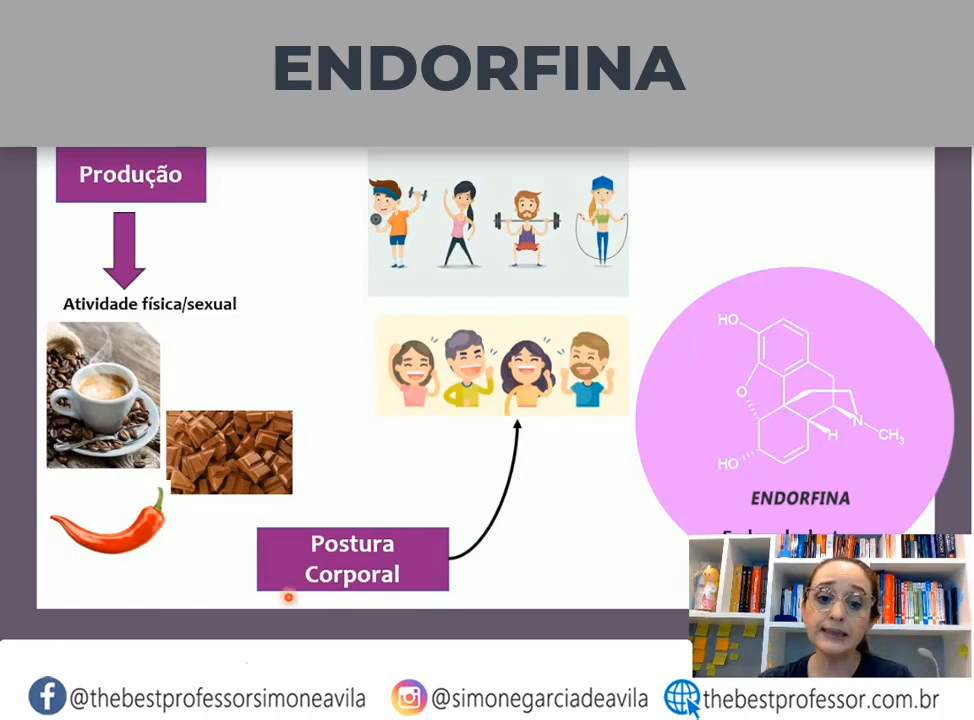 ENDORFINA
Produção
Atividade física/sexual
HO
O
N
CH3
H
HO
ENDORFINA
Postura
Corporal
@thebestprofessorsimoneavila
@simonegarciadeavila
thebestprofessor.com.br